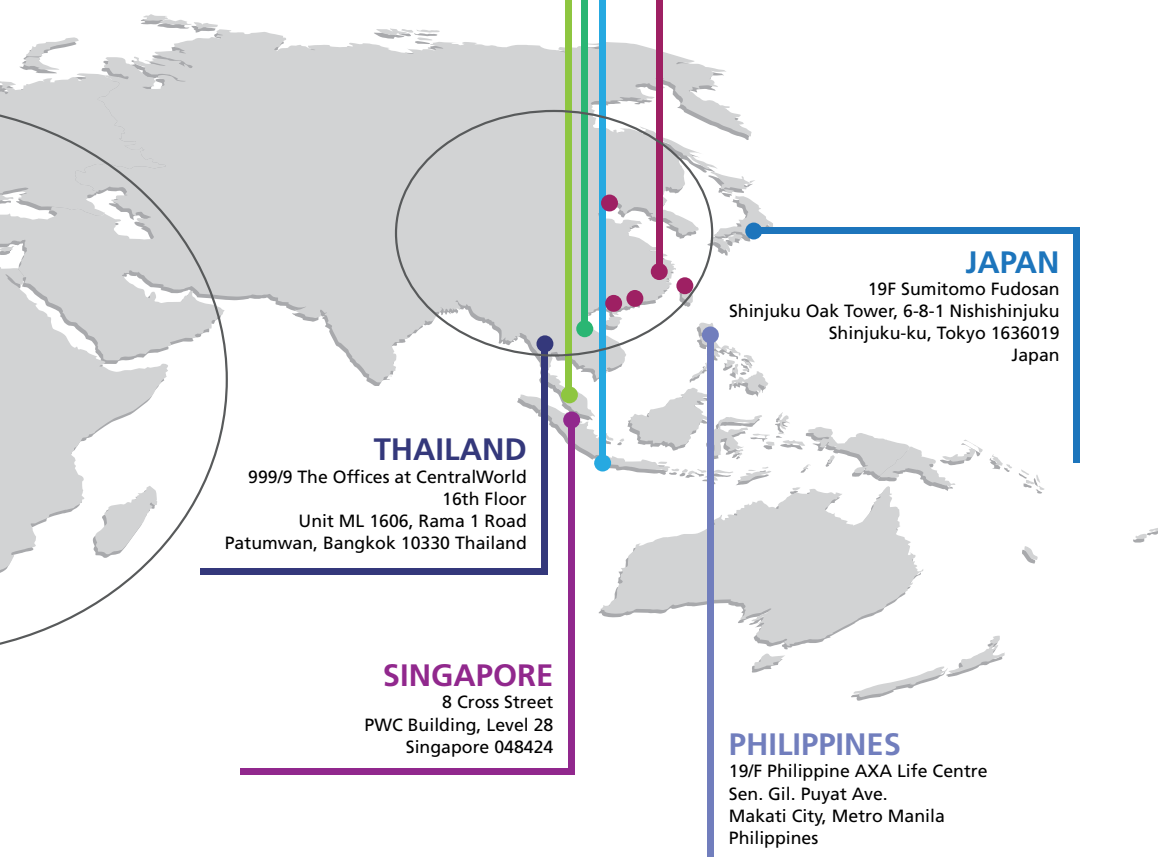 JAPAN
19F Sumitomo Fudosan
Shinjuku Oak Tower, 6-8-1 Nishishinjuku
Shinjuku-ku, Tokyo 1636019
Japan
THAILAND
999/9 The Offices at CentralWorld
16th Floor
Unit ML 1606, Rama 1 Road
Patumwan, Bangkok 10330 Thailand
SINGAPORE
8 Cross Street
PWC Building, Level 28
Singapore 048424
PHILIPPINES
19/F Philippine AXA Life Centre
Sen. Gil. Puyat Ave.
Makati City, Metro Manila
Philippines